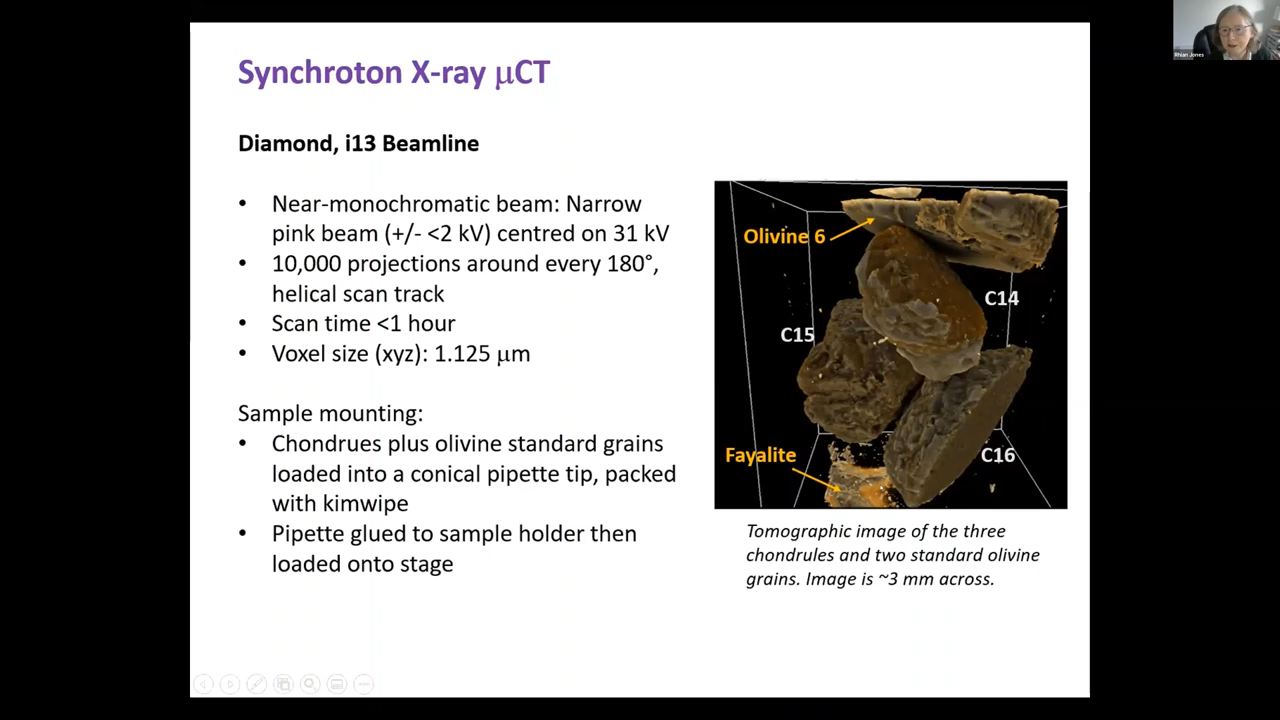 Synchroton X-ray μCT
Diamond, i13 Beamline
• Near-monochromatic beam: Narrow
pink beam (+/- <2 kV) centred on 31 kV
• 10,000 projections around every 180°,
helical scan track
• Scan time <1 hour
• Voxel size (xyz): 1.125 μm
Sample mounting:
• Chondrues plus olivine standard grains
loaded into a conical pipette tip, packed
with kimwipe
• Pipette glued to sample holder then
loaded onto stage
Olivine 6
C14
C15
Fayalite
C16
Tomographic image of the three
chondrules and two standard olivine
grains. Image is ~3 mm across.
Rhian Jones